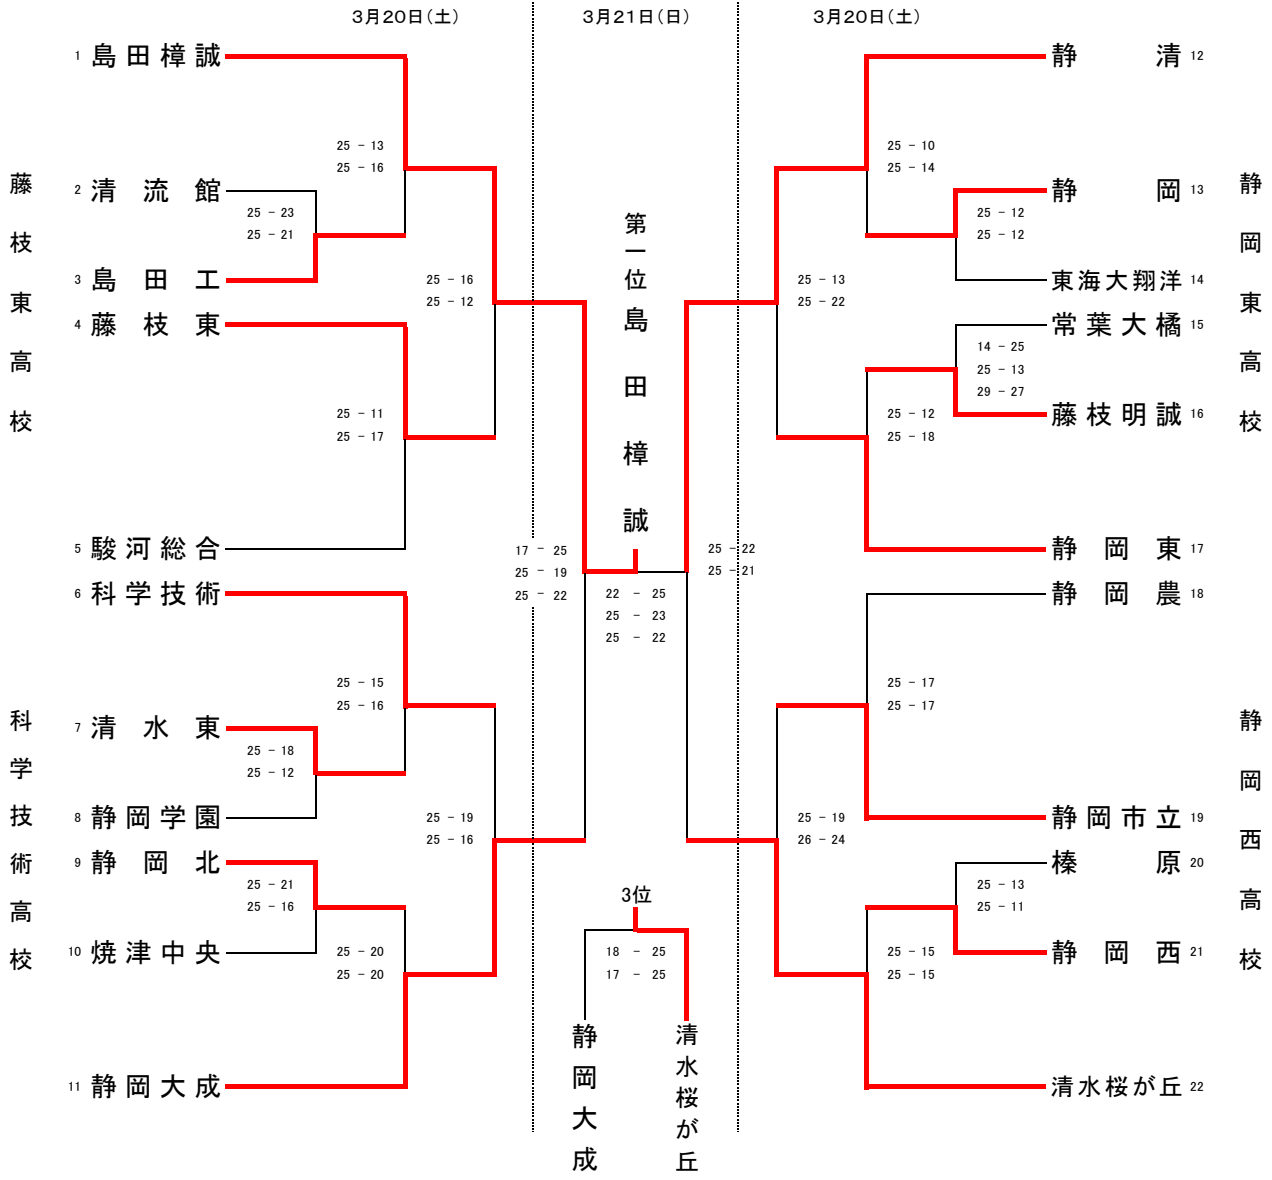 3月20日(土)
3月21日(日)
3月20日(土)
藤枝東高校
科学技術高校
1 島田樟誠
2 清流館
3 島田工
4 藤枝東
5 駿河総合
6 科学技術
7 清水東
8 静岡学園
9 静岡北
10 焼津中央
11 静岡大成
25 - 13
25 - 16
25 - 23
25 - 21
25 - 16
25 - 12
25 - 11
25 - 17
25 - 15
25 - 16
25 - 18
25 - 12
25 - 19
25 - 16
25 - 21
25 - 16
25 - 20
25 - 20
第一位 島田樟誠
17 - 25
25 - 19
25 - 22
22 - 25
25 - 23
25 - 22
25 - 22
25 - 21
3位
18 - 25
17 - 25
静岡大成
清水桜が丘
25 - 10
25 - 14
25 - 12
25 - 12
25 - 13
25 - 22
14 - 25
25 - 13
29 - 27
25 - 12
25 - 18
25 - 17
25 - 17
25 - 19
26 - 24
25 - 13
25 - 11
25 - 15
25 - 15
静清 12
静岡 13
東海大翔洋 14
常葉大橘 15
藤枝明誠 16
静岡東 17
静岡農 18
静岡市立 19
榛原 20
静岡西 21
清水桜が丘 22
静岡東高校
静岡西高校